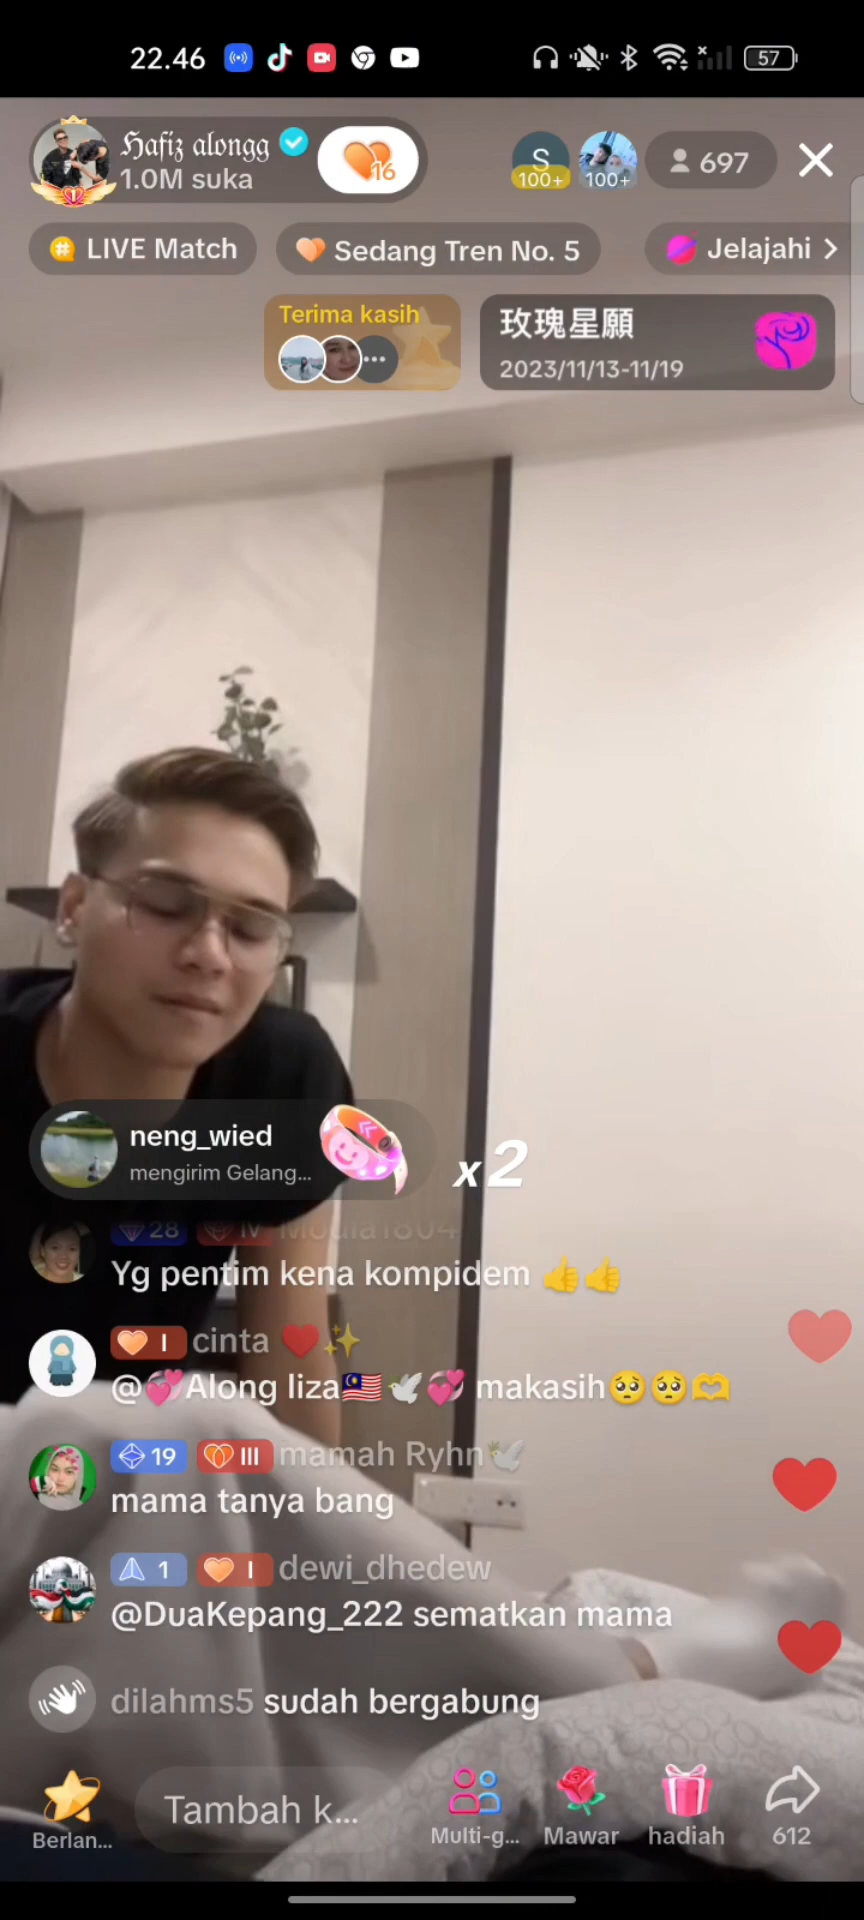 22.46
57
Hafiz alongg
1.0M suka
16
S
100+
100+
697
LIVE Match
Sedang Tren No. 5
Jelajahi
Terima kasih
玫瑰星願
2023/11/13-11/19
neng_wied
mengirim Gelang...
x2
28 IV Moula1804
Yg pentim kena kompidem 👍👍
I cinta ❤️✨
@💞Along liza🇲🇾🕊️💞 makasih🥺🥺🫶
19 III mamah Ryhn🕊️
mama tanya bang
1 I dewi_dhedew
@DuaKepang_222 sematkan mama
dilahms5 sudah bergabung
Berlan...
Tambah k...
Multi-g...
Mawar
hadiah
612